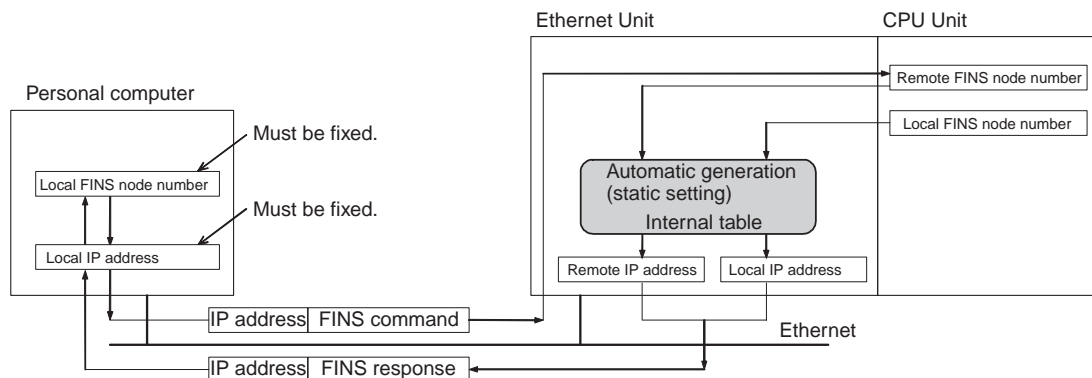 Ethernet Unit
CPU Unit
Personal computer
Remote FINS node number
Must be fixed.
Local FINS node number
Local FINS node number
Automatic generation
(static setting)
Internal table
Must be fixed.
Local IP address
Remote IP address
Local IP address
IP address
FINS command
Ethernet
IP address
FINS response